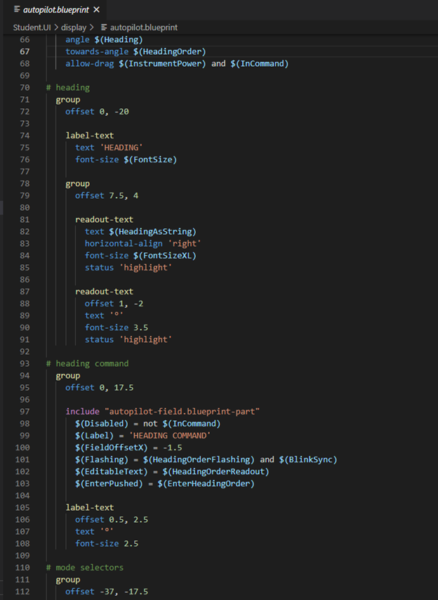 autopilot.blueprint ×
Student.UI > display > autopilot.blueprint
66 angle $(Heading)
67 towards-angle $(HeadingOrder)
68 allow-drag $(InstrumentPower) and $(InCommand)
69
70 # heading
71 group
72 offset 0, -20
73
74 label-text
75 text 'HEADING'
76 font-size $(FontSize)
77
78 group
79 offset 7.5, 4
80
81 readout-text
82 text $(HeadingAsString)
83 horizontal-align 'right'
84 font-size $(FontSizeXL)
85 status 'highlight'
86
87 readout-text
88 offset 1, -2
89 text '°'
90 font-size 3.5
91 status 'highlight'
92
93 # heading command
94 group
95 offset 0, 17.5
96
97 include "autopilot-field.blueprint-part"
98 $(Disabled) = not $(InCommand)
99 $(Label) = 'HEADING COMMAND'
100 $(FieldOffsetX) = -1.5
101 $(Flashing) = $(HeadingOrderFlashing) and $(BlinkSync)
102 $(EditableText) = $(HeadingOrderReadout)
103 $(EnterPushed) = $(EnterHeadingOrder)
104
105 label-text
106 offset 0.5, 2.5
107 text '°'
108 font-size 2.5
109
110 # mode selectors
111 group
112 offset -37, -17.5